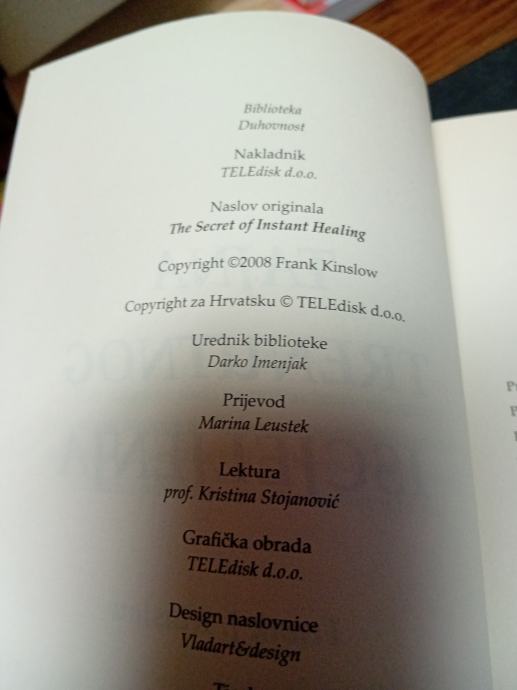 Biblioteka
Duhovnost
Nakladnik
TELEdisk d.o.o.
Naslov originala
The Secret of Instant Healing
Copyright ©2008 Frank Kinslow
Copyright za Hrvatsku © TELEdisk d.o.o.
Urednik biblioteke
Darko Imenjak
Prijevod
Marina Leustek
Lektura
prof. Kristina Stojanović
Grafička obrada
TELEdisk d.o.o.
Design naslovnice
Vladart&design